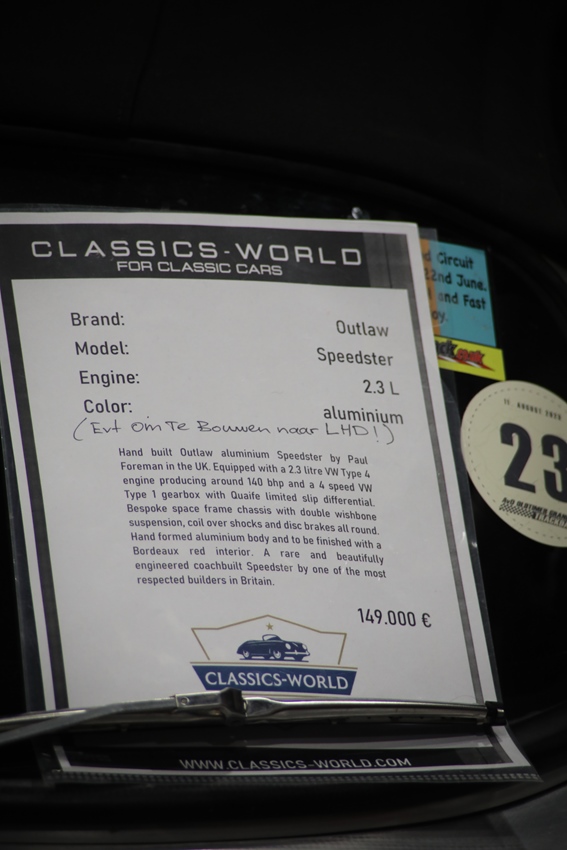 CLASSICS-WORLD
FOR CLASSIC CARS
Brand: Outlaw
Model: Speedster
Engine: 2.3 L
Color: aluminium
(Evt om Te Bouwen naar LHD!)
Hand built Outlaw aluminium Speedster by Paul
Foreman in the UK. Equipped with a 2.3 litre VW Type 4
engine producing around 140 bhp and a 4 speed VW
Type 1 gearbox with Quaife limited slip differential.
Bespoke space frame chassis with double wishbone
suspension, coil over shocks and disc brakes all round.
Hand formed aluminium body and to be finished with a
Bordeaux red interior. A rare and beautifully
engineered coachbuilt Speedster by one of the most
respected builders in Britain.
149.000 €
CLASSICS-WORLD
WWW.CLASSICS-WORLD.COM
Circuit
22nd June.
and Fast
11 AUGUST
23